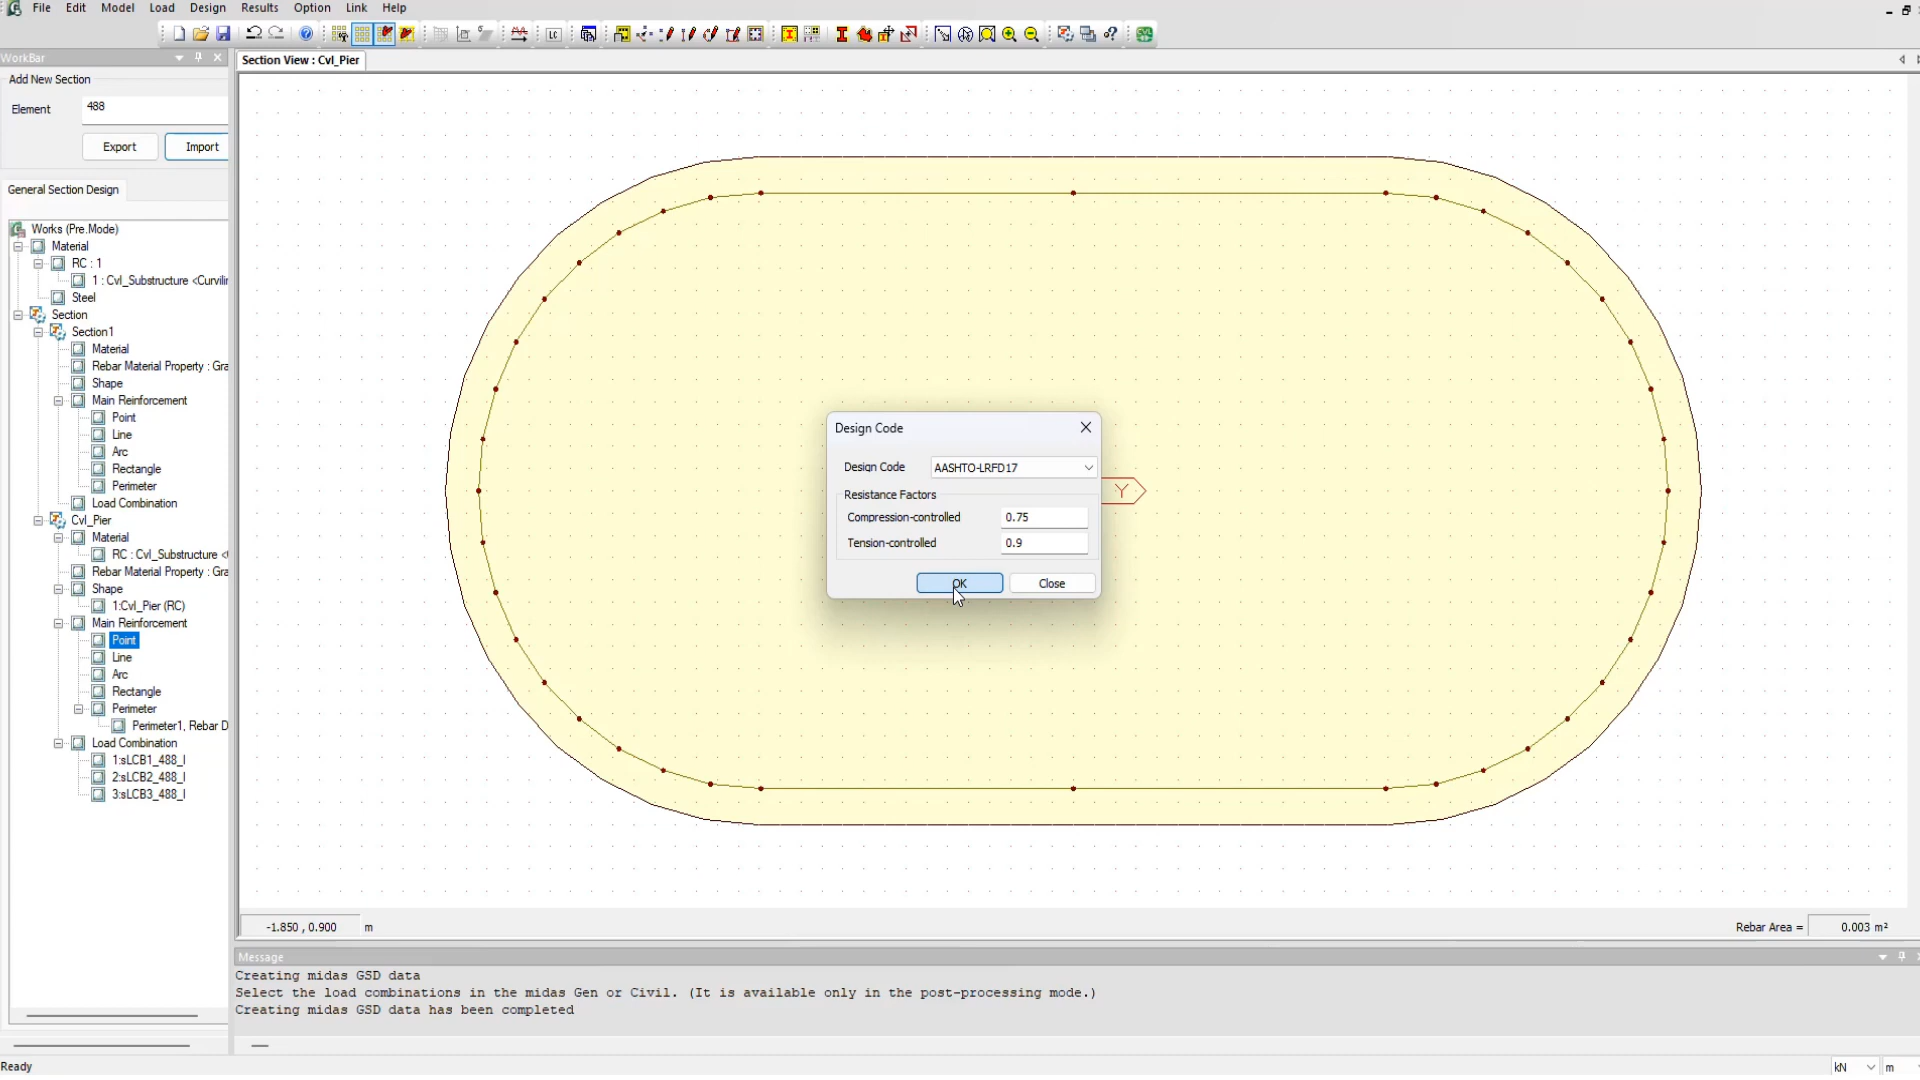 File Edit Model Load Design Results Option Link Help
LC
WorkBar
Section View : Cvl_Pier
Add New Section
Element 488
Export Import
General Section Design
Works (Pre.Mode)
Material
RC : 1
1 : Cvl_Substructure <Curvilin
Steel
Section
Section1
Material
Rebar Material Property : Gra
Shape
Main Reinforcement
Point
Line
Arc
Rectangle
Perimeter
Load Combination
Cvl_Pier
Material
RC : Cvl_Substructure <
Rebar Material Property : Gra
Shape
1:Cvl_Pier (RC)
Main Reinforcement
Point
Line
Arc
Rectangle
Perimeter
Perimeter1, Rebar D
Load Combination
1:sLCB1_488_I
2:sLCB2_488_I
3:sLCB3_488_I
Design Code
Design Code AASHTO-LRFD17
Resistance Factors
Compression-controlled 0.75
Tension-controlled 0.9
OK Close
Y
-1.850 , 0.900 m
Rebar Area = 0.003 m²
Message
Creating midas GSD data
Select the load combinations in the midas Gen or Civil. (It is available only in the post-processing mode.)
Creating midas GSD data has been completed
Ready
kN m